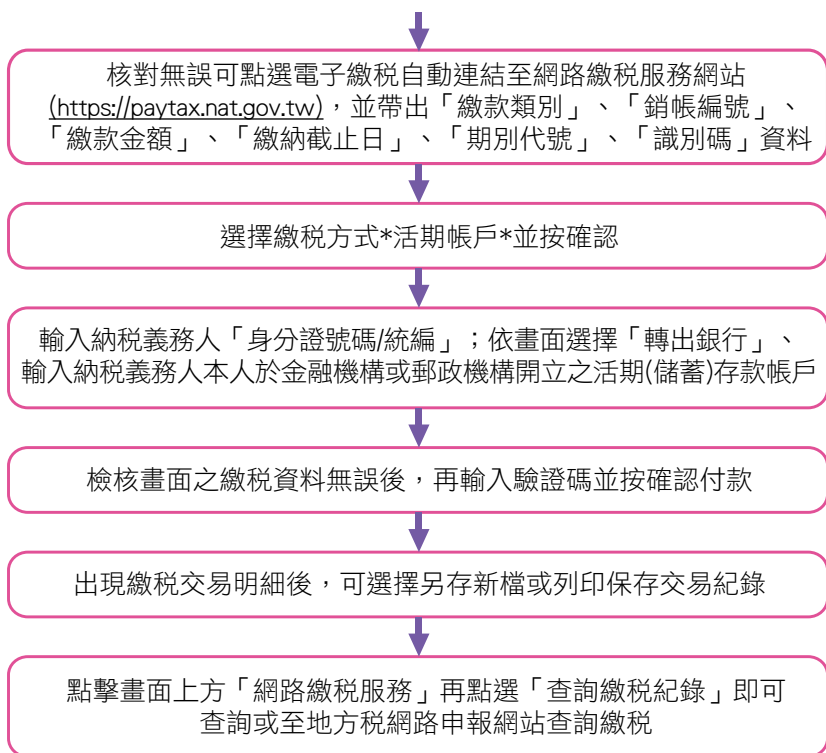 核對無誤可點選電子繳稅自動連結至網路繳稅服務網站
(https://paytax.nat.gov.tw)，並帶出「繳款類別」、「銷帳編號」、
「繳款金額」、「繳納截止日」、「期別代號」、「識別碼」資料
選擇繳稅方式*活期帳戶*並按確認
輸入納稅義務人「身分證號碼/統編」；依畫面選擇「轉出銀行」、
輸入納稅義務人本人於金融機構或郵政機構開立之活期(儲蓄)存款帳戶
檢核畫面之繳稅資料無誤後，再輸入驗證碼並按確認付款
出現繳稅交易明細後，可選擇另存新檔或列印保存交易紀錄
點擊畫面上方「網路繳稅服務」再點選「查詢繳稅紀錄」即可
查詢或至地方稅網路申報網站查詢繳稅